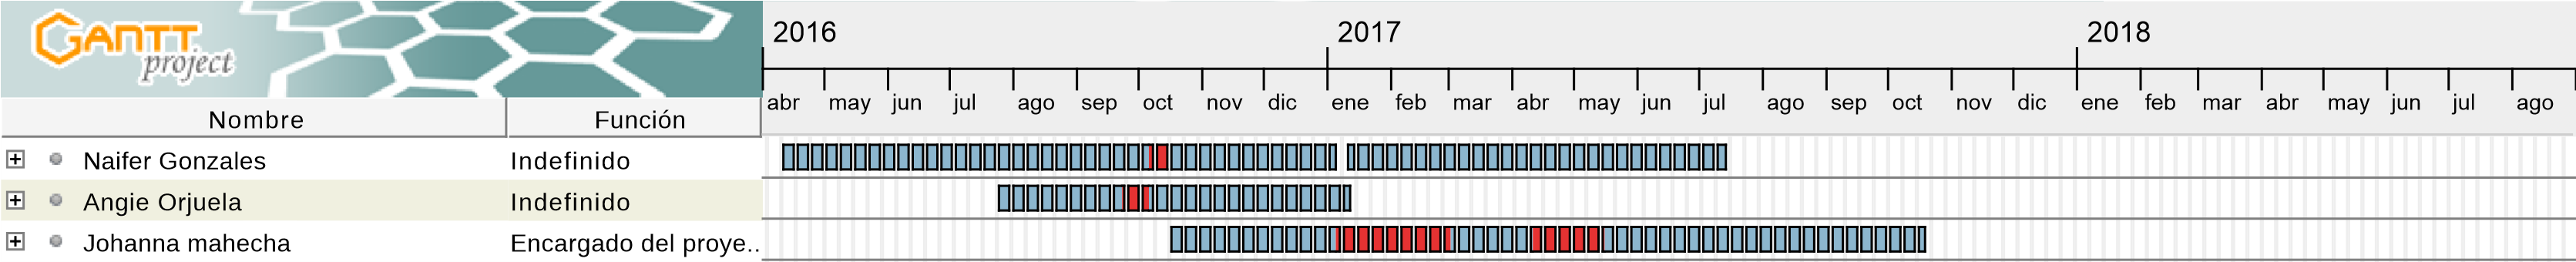 GANTT
project
2016 2017 2018
abr may jun jul ago sep oct nov dic ene feb mar abr may jun jul ago sep oct nov dic ene feb mar abr may jun jul ago
Nombre Función
Naifer Gonzales Indefinido
Angie Orjuela Indefinido
Johanna mahecha Encargado del proye..